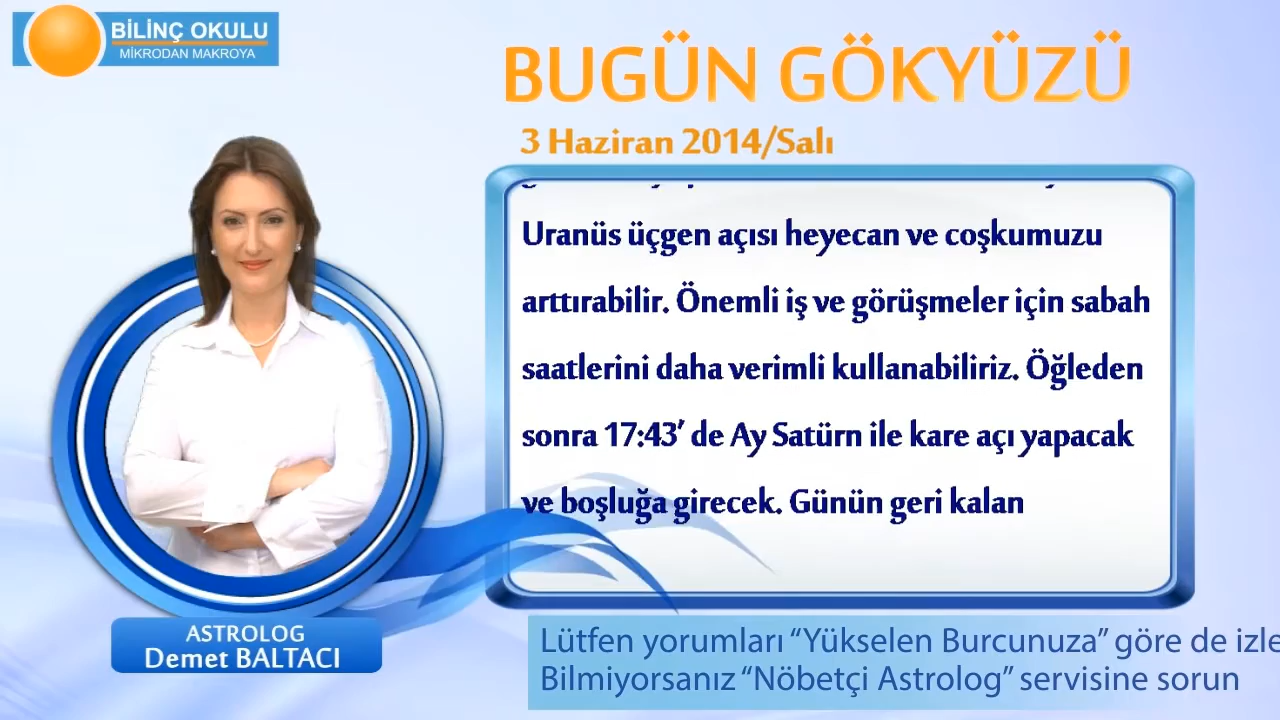 BİLİNÇ OKULU
MİKRODAN MAKROYA
BUGÜN GÖKYÜZÜ
3 Haziran 2014/Salı
Uranüs üçgen açısı heyecan ve coşkumuzu
arttırabilir. Önemli iş ve görüşmeler için sabah
saatlerini daha verimli kullanabiliriz. Öğleden
sonra 17:43' de Ay Satürn ile kare açı yapacak
ve boşluğa girecek. Günün geri kalan
ASTROLOG
Demet BALTACI
Lütfen yorumları “Yükselen Burcunuza” göre de izle
Bilmiyorsanız “Nöbetçi Astrolog” servisine sorun